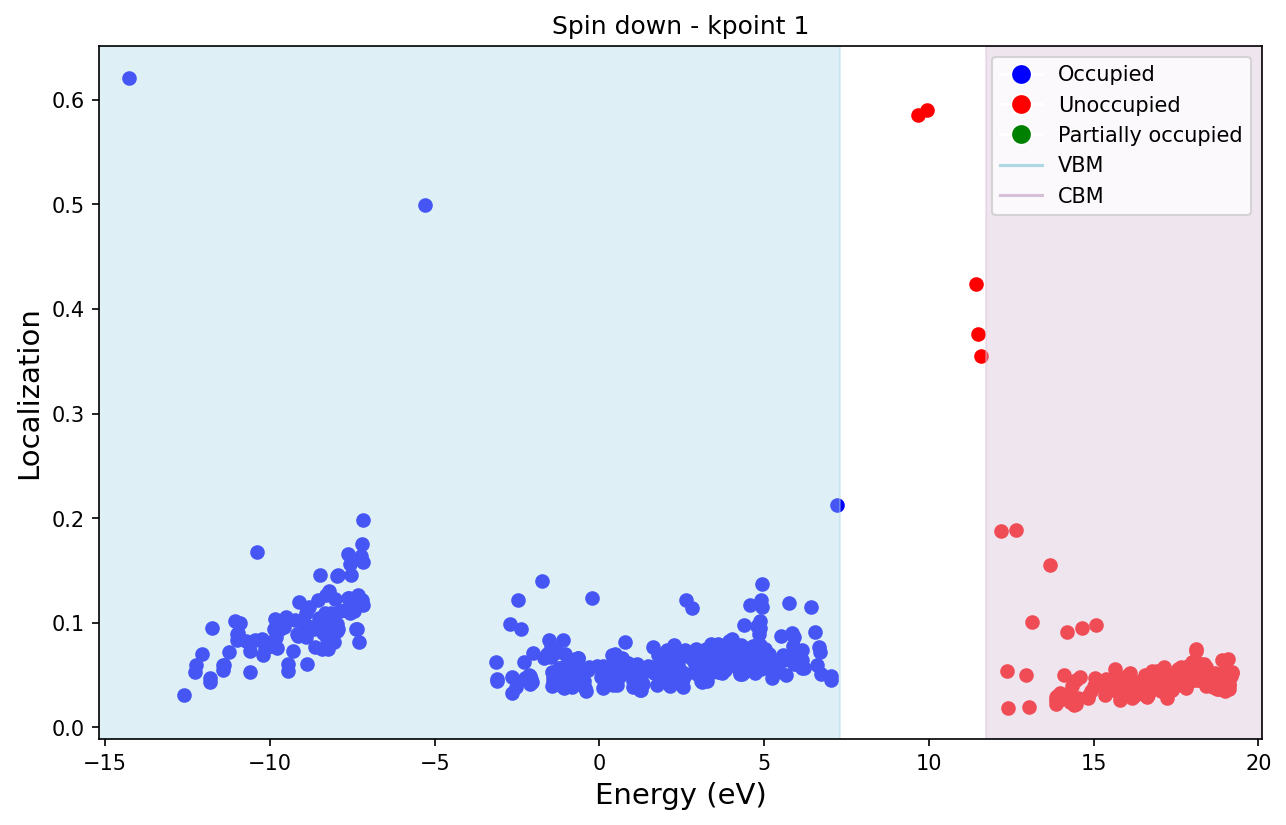 Spin down - kpoint 1
Localization
0.6
0.5
0.4
0.3
0.2
0.1
0.0
Occupied
Unoccupied
Partially occupied
VBM
CBM
−15
−10
−5
0
5
10
15
20
Energy (eV)